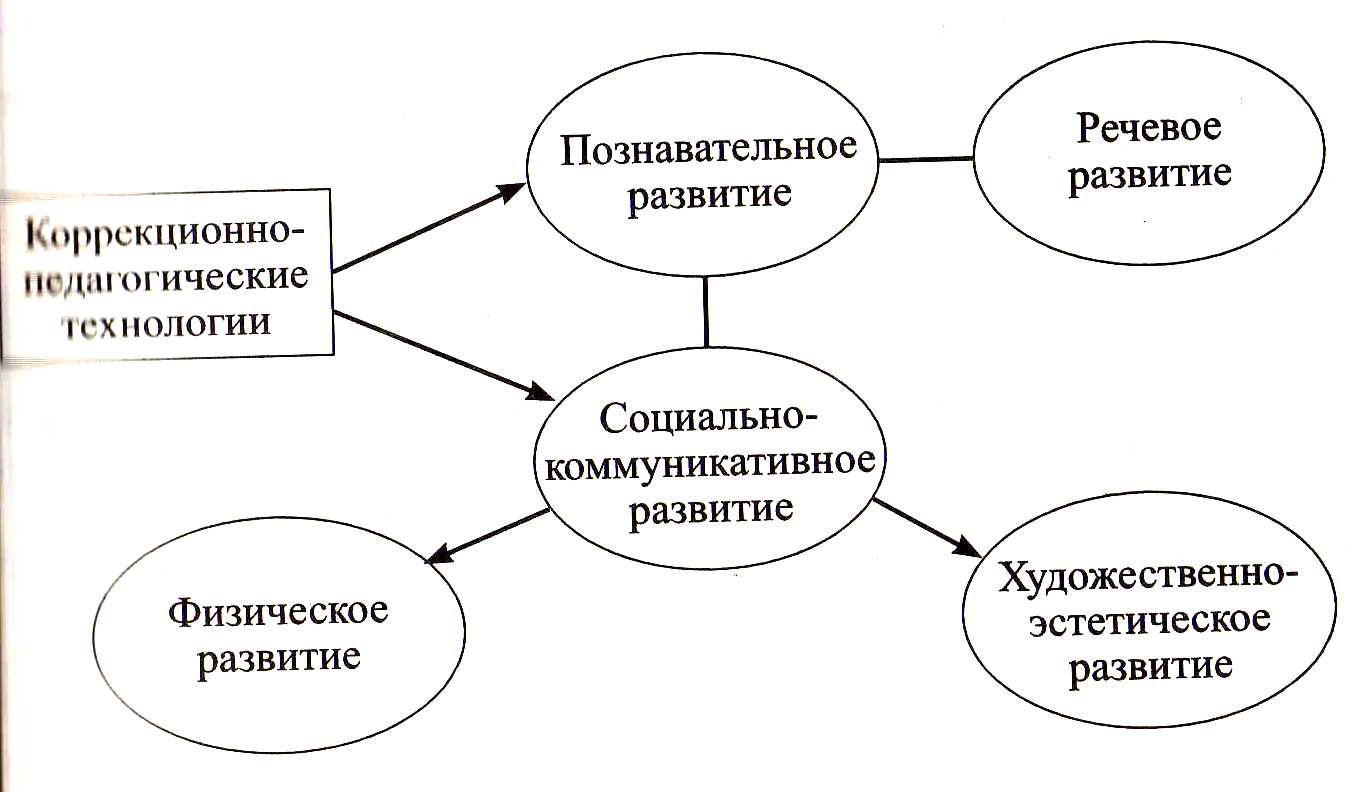 Познавательное
развитие
Речевое
развитие
Коррекционно-
педагогические
технологии
Социально-
коммуникативное
развитие
Физическое
развитие
Художественно-
эстетическое
развитие